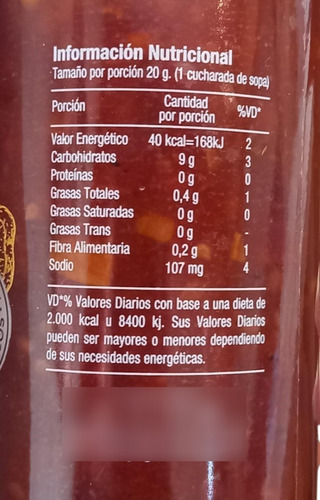 Información Nutricional
Tamaño por porción 20 g. (1 cucharada de sopa)
Porción Cantidad por porción %VD*
Valor Energético 40 kcal=168kJ 2
Carbohidratos 9 g 3
Proteínas 0 g 0
Grasas Totales 0,4 g 1
Grasas Saturadas 0 g 0
Grasas Trans 0 g -
Fibra Alimentaria 0,2 g 1
Sodio 107 mg 4
VD*% Valores Diarios con base a una dieta de
2.000 kcal u 8400 kj. Sus Valores Diarios
pueden ser mayores o menores dependiendo
de sus necesidades energéticas.